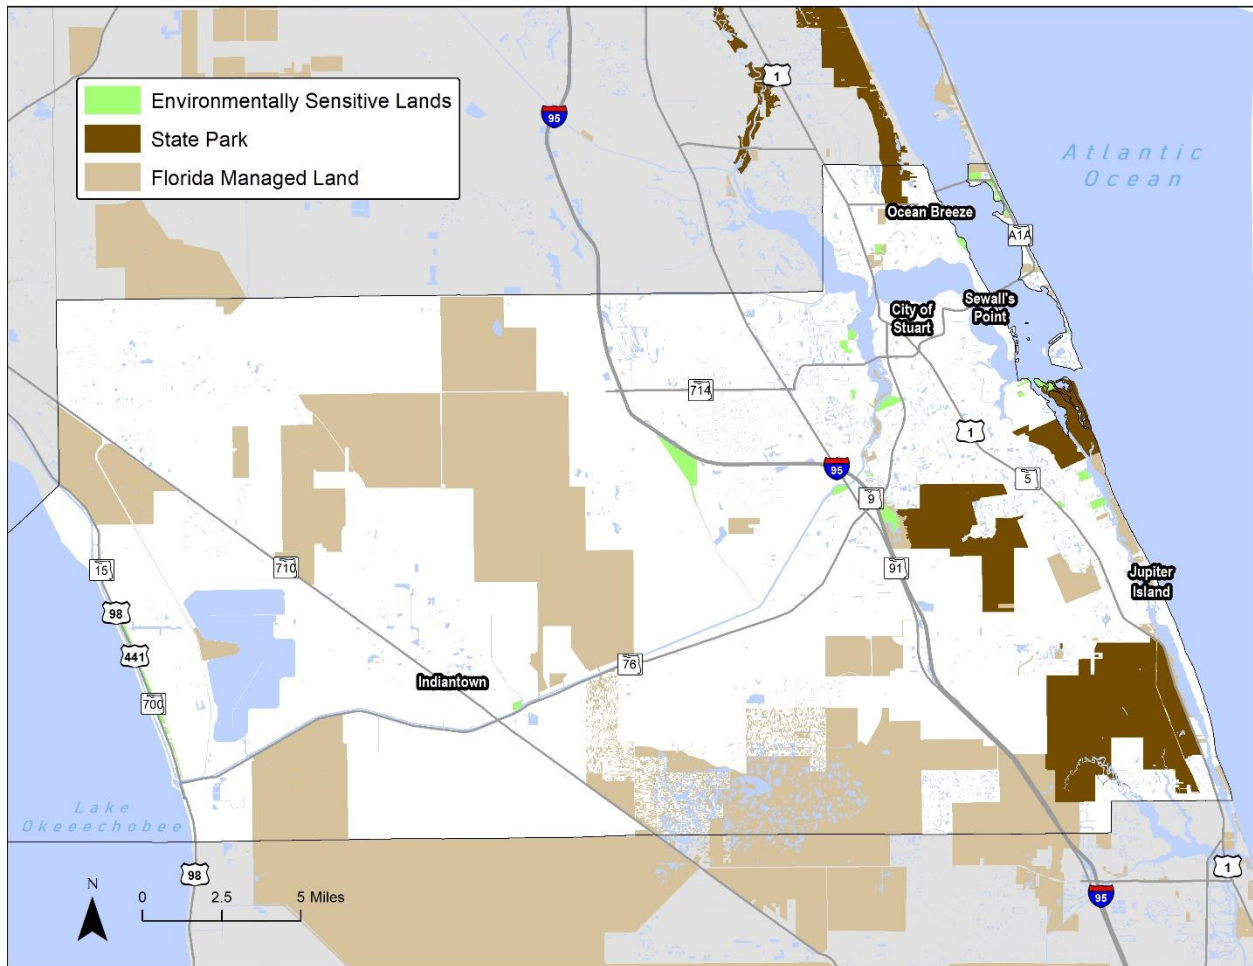 1
95
Environmentally Sensitive Lands
State Park
Florida Managed Land
Atlantic
Ocean
Ocean Breeze
A1A
City of
Stuart
Sewall's
Point
714
1
95
5
9
15
710
91
Jupiter
Island
98
441
76
Indiantown
700
Lake
Okeeechobee
98
N
0
2.5
5 Miles
1
95